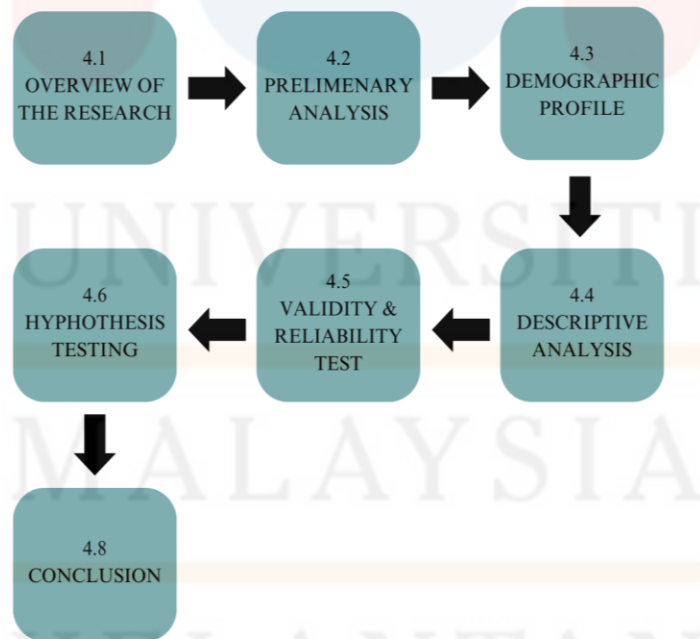 4.1
OVERVIEW OF
THE RESEARCH
4.2
PRELIMENARY
ANALYSIS
4.3
DEMOGRAPHIC
PROFILE
UNIVERSITI
4.4
DESCRIPTIVE
ANALYSIS
4.5
VALIDITY &
RELIABILITY
TEST
4.6
HYPHOTHESIS
TESTING
MALAYSIA
4.8
CONCLUSION
KELANTAN